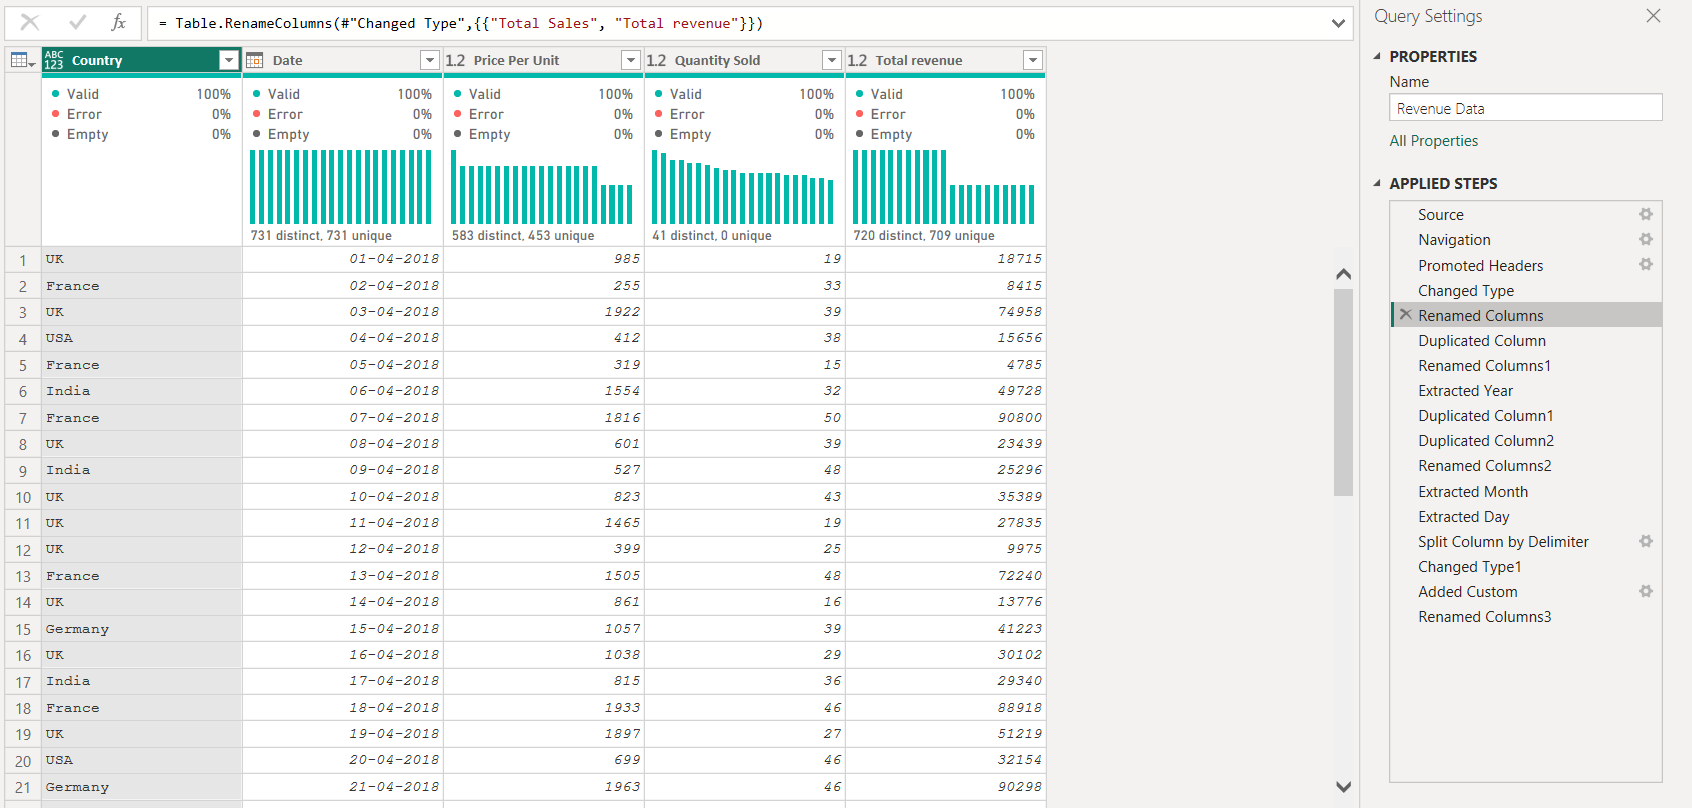 fx = Table.RenameColumns(#"Changed Type",{{"Total Sales", "Total revenue"}})
ABC 123 Country Date 1.2 Price Per Unit 1.2 Quantity Sold 1.2 Total revenue
Valid 100% Valid 100% Valid 100% Valid 100% Valid 100%
Error 0% Error 0% Error 0% Error 0% Error 0%
Empty 0% Empty 0% Empty 0% Empty 0% Empty 0%
731 distinct, 731 unique 583 distinct, 453 unique 41 distinct, 0 unique 720 distinct, 709 unique
1 UK 01-04-2018 985 19 18715
2 France 02-04-2018 255 33 8415
3 UK 03-04-2018 1922 39 74958
4 USA 04-04-2018 412 38 15656
5 France 05-04-2018 319 15 4785
6 India 06-04-2018 1554 32 49728
7 France 07-04-2018 1816 50 90800
8 UK 08-04-2018 601 39 23439
9 India 09-04-2018 527 48 25296
10 UK 10-04-2018 823 43 35389
11 UK 11-04-2018 1465 19 27835
12 UK 12-04-2018 399 25 9975
13 France 13-04-2018 1505 48 72240
14 UK 14-04-2018 861 16 13776
15 Germany 15-04-2018 1057 39 41223
16 UK 16-04-2018 1038 29 30102
17 India 17-04-2018 815 36 29340
18 France 18-04-2018 1933 46 88918
19 UK 19-04-2018 1897 27 51219
20 USA 20-04-2018 699 46 32154
21 Germany 21-04-2018 1963 46 90298
Query Settings
PROPERTIES
Name
Revenue Data
All Properties
APPLIED STEPS
Source
Navigation
Promoted Headers
Changed Type
Renamed Columns
Duplicated Column
Renamed Columns1
Extracted Year
Duplicated Column1
Duplicated Column2
Renamed Columns2
Extracted Month
Extracted Day
Split Column by Delimiter
Changed Type1
Added Custom
Renamed Columns3